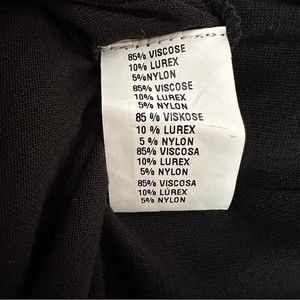 85% VISCOSE
10% LUREX
5%NYLON
85% VISCOSE
10% LUREX
5% NYLON
85 % VISKOSE
10 % LUREX
5 % NYLON
85% VISCOSA
10% LUREX
5% NYLON
85% VISCOSA
10% LÚREX
5% NYLON